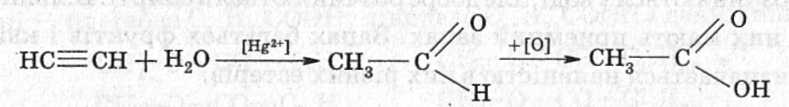 HC≡CH + H₂O —[Hg²⁺]→ CH₃—C(=O)—H —+[O]→ CH₃—C(=O)—OH